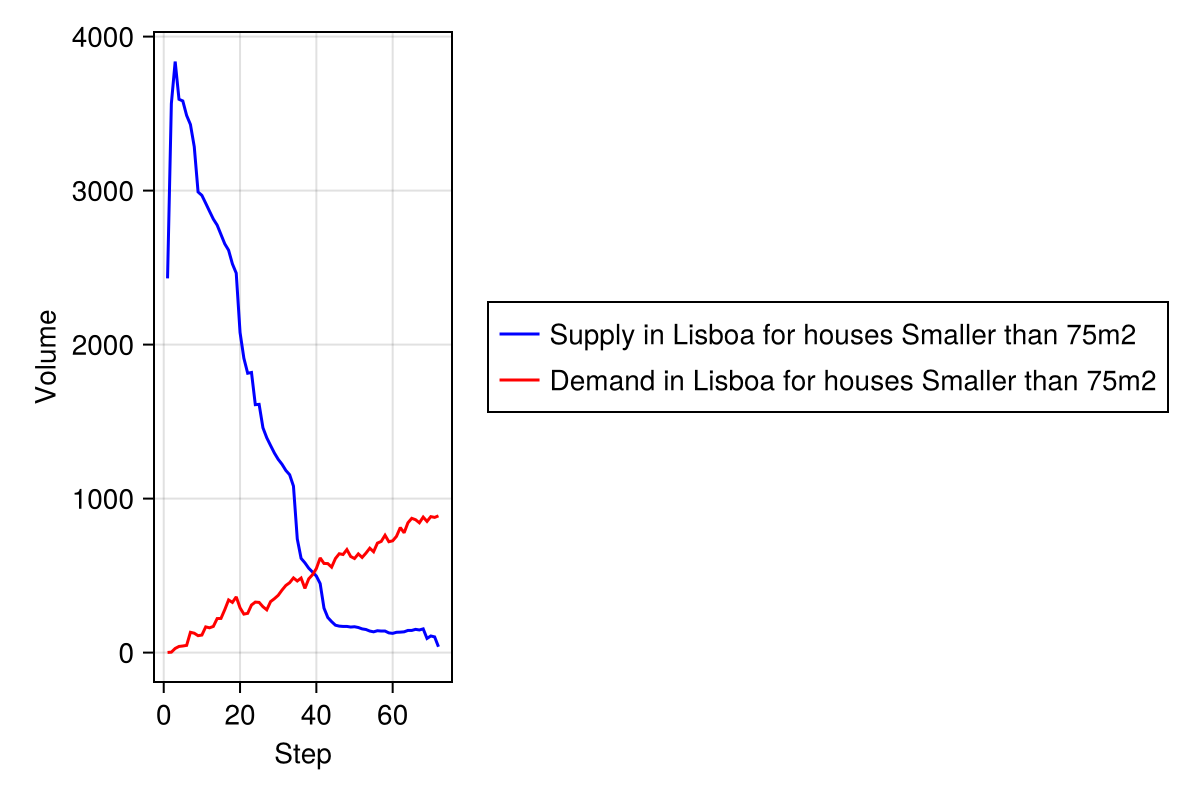 4000
3000
2000
1000
0
Volume
0 20 40 60
Step
Supply in Lisboa for houses Smaller than 75m2
Demand in Lisboa for houses Smaller than 75m2